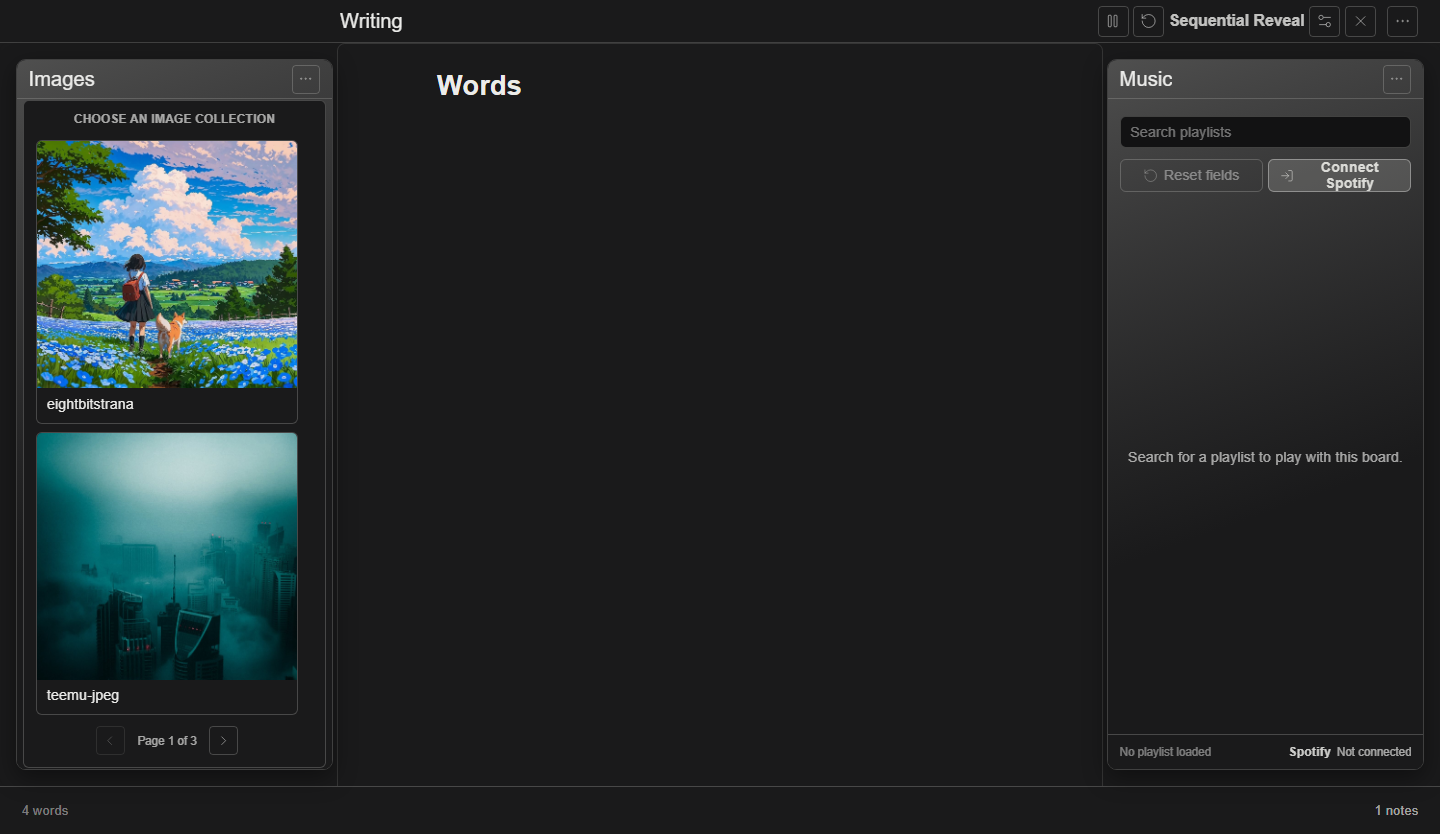 Writing
Sequential Reveal
Images
CHOOSE AN IMAGE COLLECTION
eightbitstrana
teemu-jpeg
Page 1 of 3
Words
Music
Search playlists
Reset fields
Connect
Spotify
Search for a playlist to play with this board.
No playlist loaded
Spotify Not connected
4 words
1 notes